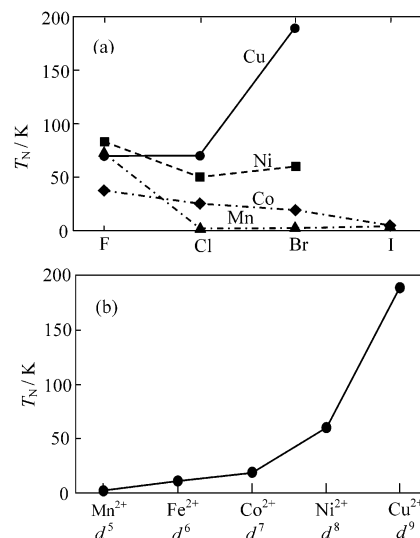 200
(a)
Cu
150
T_N / K
100
Ni
50
Co
Mn
0
F Cl Br I
200
(b)
150
T_N / K
100
50
0
Mn²⁺ Fe²⁺ Co²⁺ Ni²⁺ Cu²⁺
d⁵ d⁶ d⁷ d⁸ d⁹